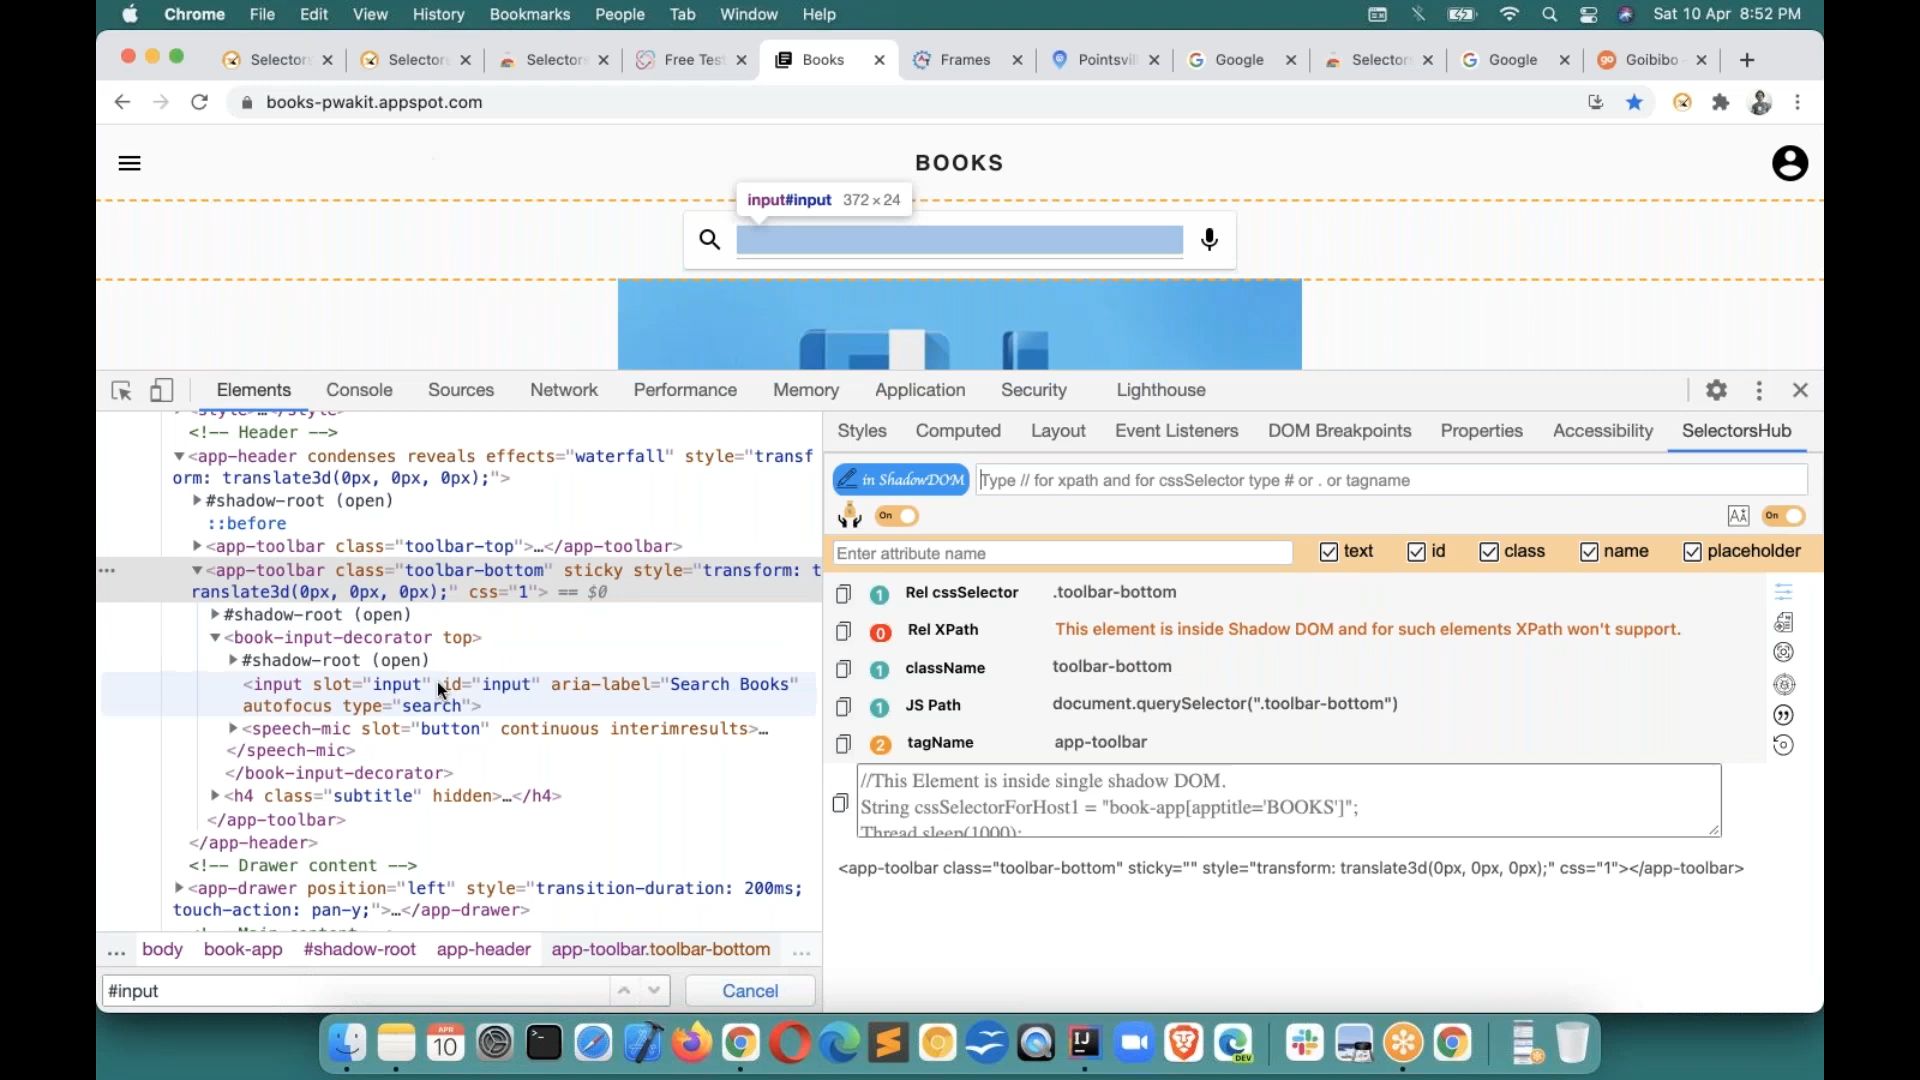 Chrome File Edit View History Bookmarks People Tab Window Help Sat 10 Apr 8:52 PM
Selector Selector Selector Free Test Books Frames Pointsvil Google Selector Google Goibibo
books-pwakit.appspot.com
BOOKS
input#input 372 × 24
Elements Console Sources Network Performance Memory Application Security Lighthouse
Styles Computed Layout Event Listeners DOM Breakpoints Properties Accessibility SelectorsHub
<!-- Header -->
▼<app-header condenses reveals effects="waterfall" style="transf
orm: translate3d(0px, 0px, 0px);">
▶#shadow-root (open)
::before
▶<app-toolbar class="toolbar-top">…</app-toolbar>
▼<app-toolbar class="toolbar-bottom" sticky style="transform: t
ranslate3d(0px, 0px, 0px);" css="1"> == $0
▶#shadow-root (open)
▼<book-input-decorator top>
▶#shadow-root (open)
<input slot="input" id="input" aria-label="Search Books"
autofocus type="search">
▶<speech-mic slot="button" continuous interimresults>…
</speech-mic>
</book-input-decorator>
▶<h4 class="subtitle" hidden>…</h4>
</app-toolbar>
</app-header>
<!-- Drawer content -->
▶<app-drawer position="left" style="transition-duration: 200ms;
touch-action: pan-y;">…</app-drawer>
... body book-app #shadow-root app-header app-toolbar.toolbar-bottom ...
#input Cancel
in ShadowDOM Type // for xpath and for cssSelector type # or . or tagname
On On
Enter attribute name text id class name placeholder
1 Rel cssSelector .toolbar-bottom
0 Rel XPath This element is inside Shadow DOM and for such elements XPath won't support.
1 className toolbar-bottom
1 JS Path document.querySelector(".toolbar-bottom")
2 tagName app-toolbar
//This Element is inside single shadow DOM.
String cssSelectorForHost1 = "book-app[apptitle='BOOKS']";
Thread.sleep(1000);
<app-toolbar class="toolbar-bottom" sticky="" style="transform: translate3d(0px, 0px, 0px);" css="1"></app-toolbar>
APR
10
IJ
DEV